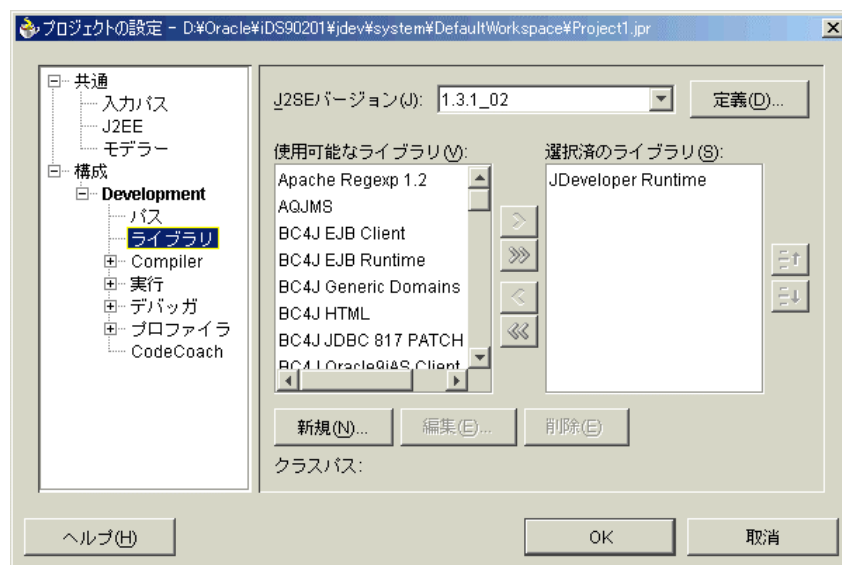 プロジェクトの設定 - D:¥Oracle¥iDS90201¥jdev¥system¥DefaultWorkspace¥Project1.jpr
共通
入力パス
J2EE
モデラー
構成
Development
パス
ライブラリ
Compiler
実行
デバッガ
プロファイラ
CodeCoach
J2SEバージョン(J): 1.3.1_02
定義(D)...
使用可能なライブラリ(V):
Apache Regexp 1.2
AQJMS
BC4J EJB Client
BC4J EJB Runtime
BC4J Generic Domains
BC4J HTML
BC4J JDBC 817 PATCH
BC4J Oracle9iAS Client
選択済のライブラリ(S):
JDeveloper Runtime
新規(N)... 編集(E)... 削除(E)
クラスパス:
ヘルプ(H) OK 取消